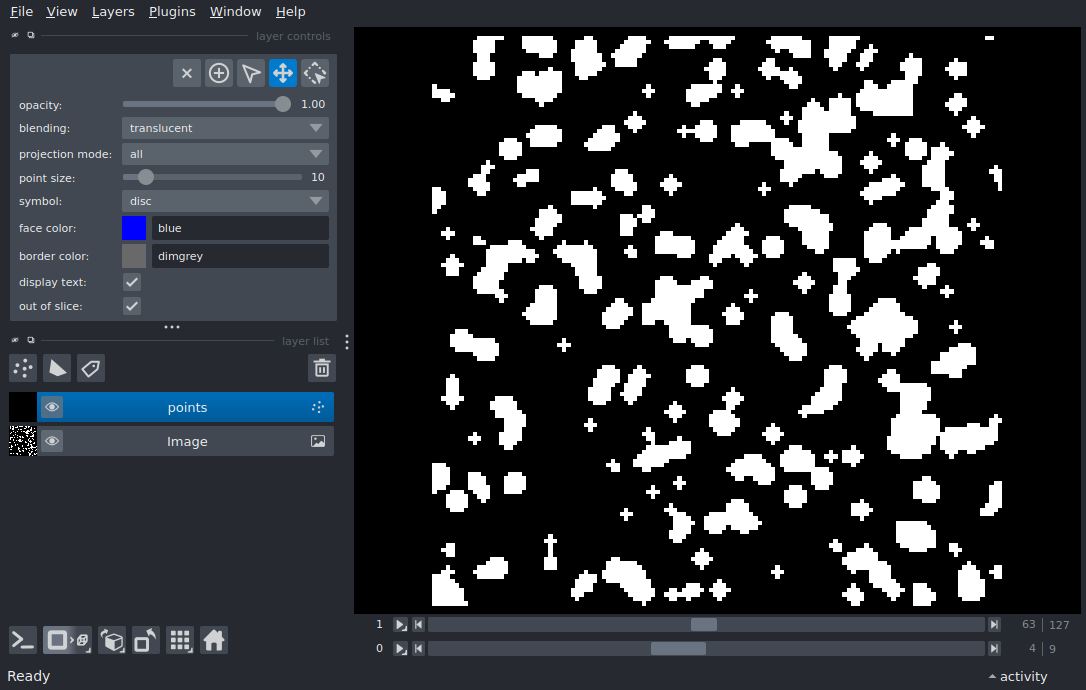 File View Layers Plugins Window Help
layer controls
opacity: 1.00
blending: translucent
projection mode: all
point size: 10
symbol: disc
face color: blue
border color: dimgrey
display text:
out of slice:
layer list
points
Image
1 63 127
0 4 9
Ready activity